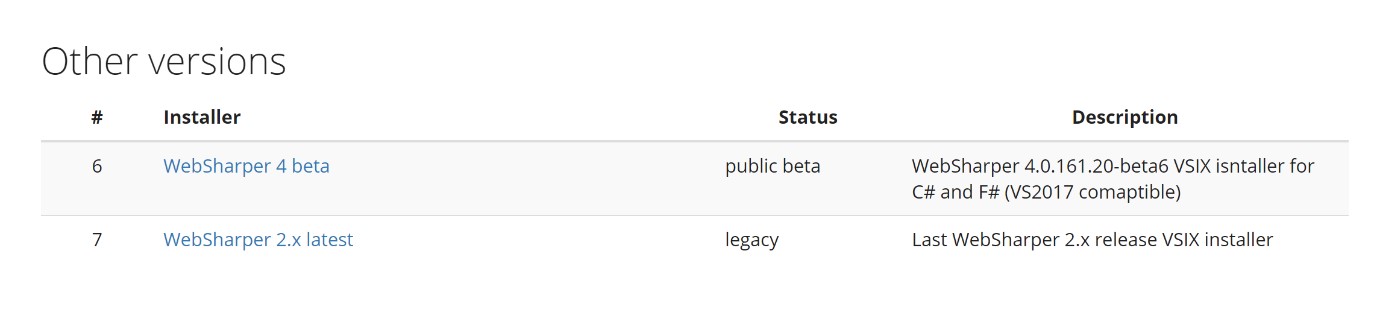 Other versions
# Installer Status Description
6 WebSharper 4 beta public beta WebSharper 4.0.161.20-beta6 VSIX isntaller for
C# and F# (VS2017 comaptible)
7 WebSharper 2.x latest legacy Last WebSharper 2.x release VSIX installer